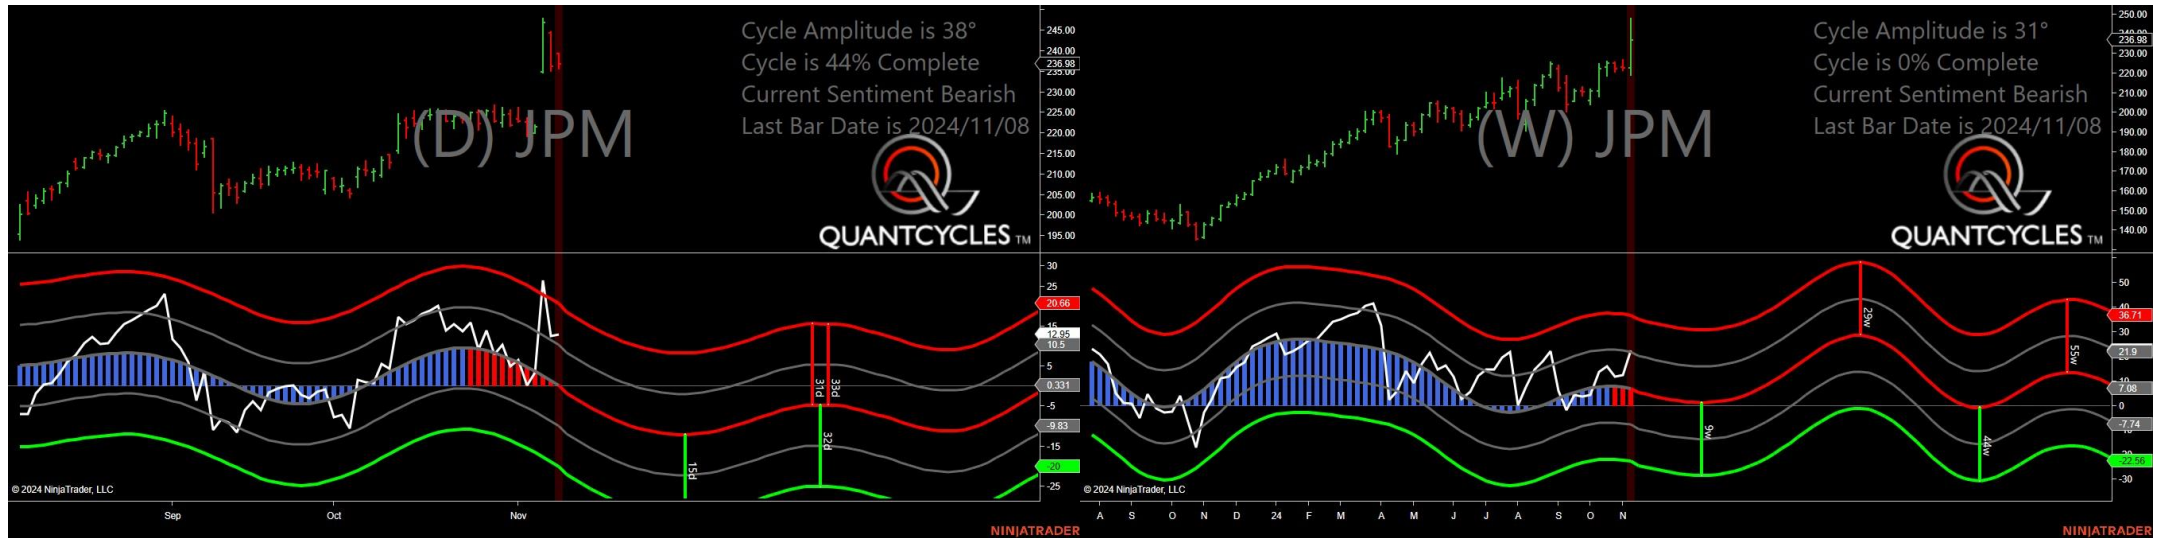 Cycle Amplitude is 38°
Cycle is 44% Complete
Current Sentiment Bearish
Last Bar Date is 2024/11/08
(D) JPM
QUANTCYCLES TM
245.00
240.00
236.98
235.00
230.00
225.00
220.00
215.00
210.00
205.00
200.00
195.00
30
25
20.66
15
12.95
10.5
5
0.331
-5
-9.83
-15
-20
-25
15d
31d
33d
32d
© 2024 NinjaTrader, LLC
Sep
Oct
Nov
NINJATRADER
Cycle Amplitude is 31°
Cycle is 0% Complete
Current Sentiment Bearish
Last Bar Date is 2024/11/08
(W) JPM
QUANTCYCLES TM
250.00
236.98
230.00
220.00
210.00
200.00
190.00
180.00
170.00
160.00
150.00
140.00
50
40
36.71
30
21.9
7.08
0
-7.74
-22.56
-30
9w
29w
44w
55w
© 2024 NinjaTrader, LLC
A S O N D 24 F M A M J J A S O N
NINJATRADER